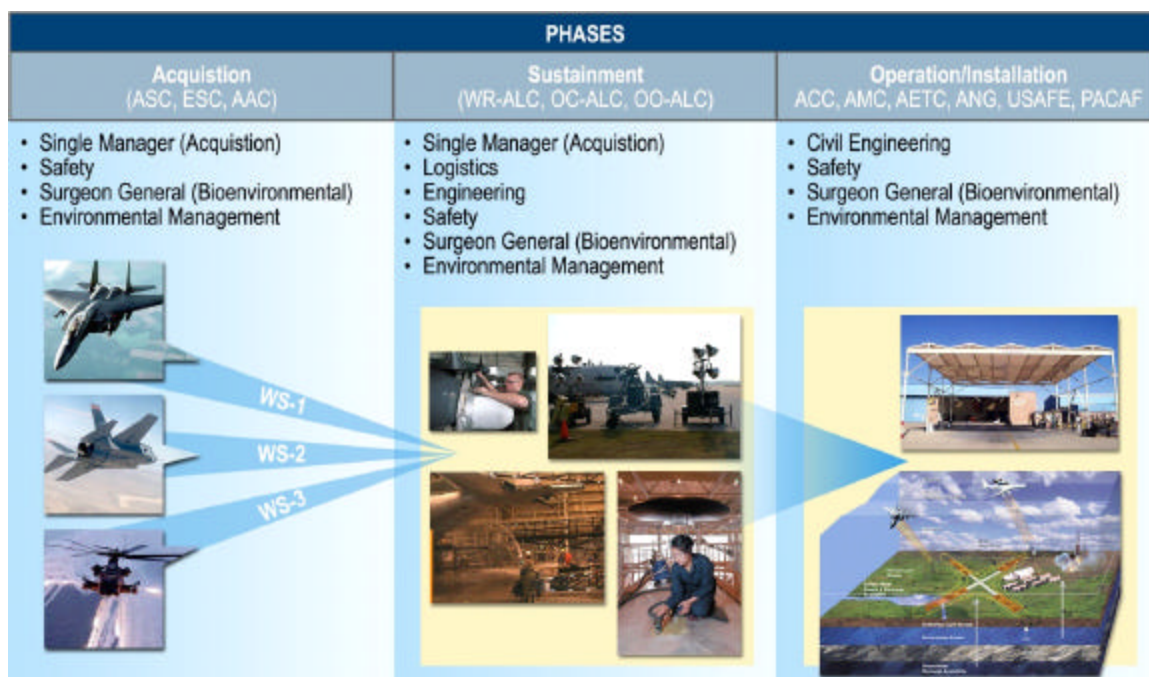 PHASES
Acquistion
(ASC, ESC, AAC)
Sustainment
(WR-ALC, OC-ALC, OO-ALC)
Operation/Installation
ACC, AMC, AETC, ANG, USAFE, PACAF
• Single Manager (Acquistion)
• Safety
• Surgeon General (Bioenvironmental)
• Environmental Management
• Single Manager (Acquistion)
• Logistics
• Engineering
• Safety
• Surgeon General (Bioenvironmental)
• Environmental Management
• Civil Engineering
• Safety
• Surgeon General (Bioenvironmental)
• Environmental Management
WS-1
WS-2
WS-3